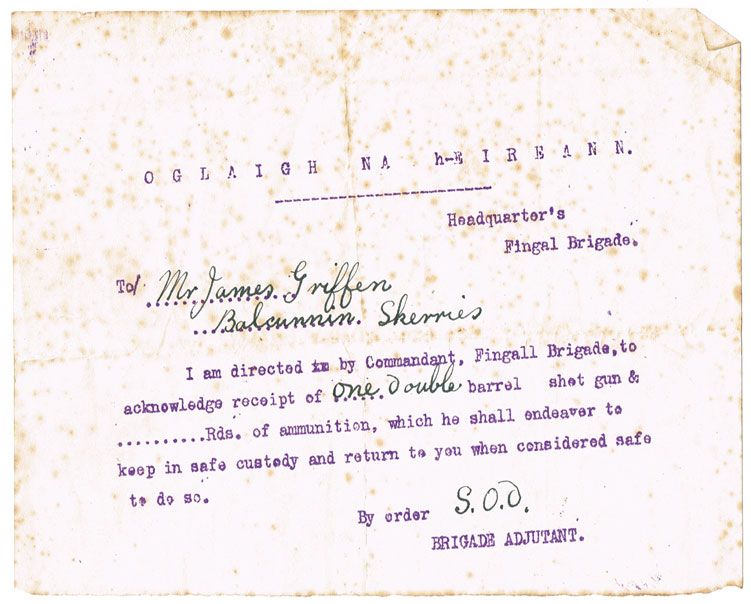 OGLAIGH NA h-EIREANN.
Headquarter's
Fingal Brigade.
To/ Mr James Griffen
Balcunnin. Skerries
I am directed by Commandant, Fingall Brigade, to
acknowledge receipt of one double barrel shot gun &
..........Rds. of ammunition, which he shall endeaver to
keep in safe custody and return to you when considered safe
to do so.
By order S.O.D.
BRIGADE ADJUTANT.